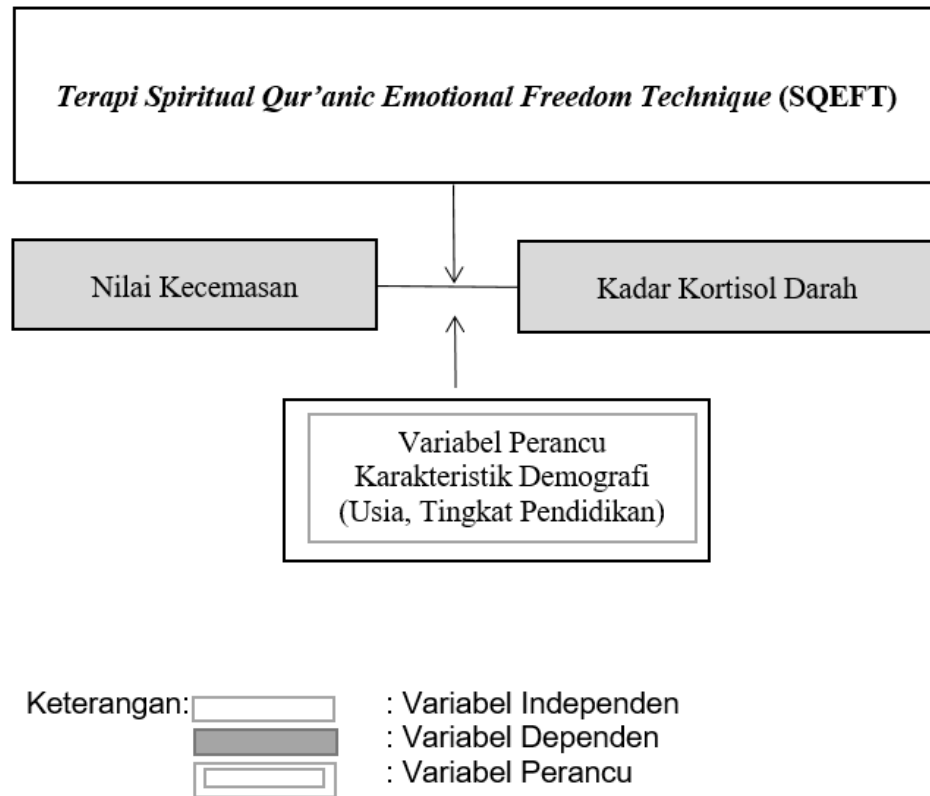 Terapi Spiritual Qur’anic Emotional Freedom Technique (SQEFT)
Nilai Kecemasan
Kadar Kortisol Darah
Variabel Perancu
Karakteristik Demografi
(Usia, Tingkat Pendidikan)
Keterangan:
: Variabel Independen
: Variabel Dependen
: Variabel Perancu